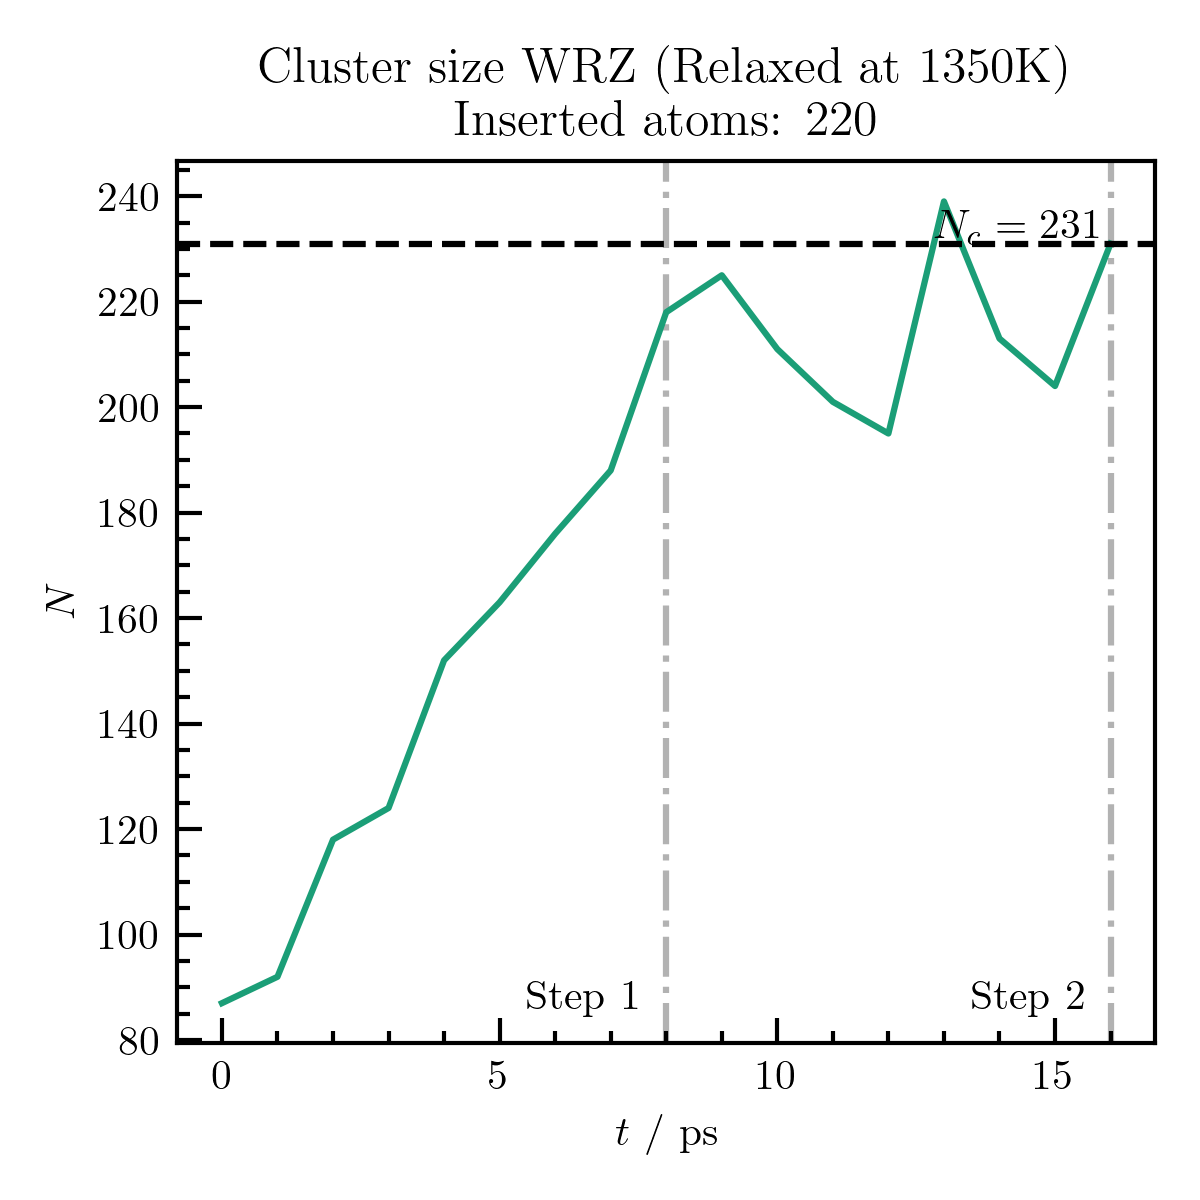 Cluster size WRZ (Relaxed at 1350K)
Inserted atoms: 220
240
220
200
180
160
140
120
100
80
N
N_c = 231
Step 1
Step 2
0
5
10
15
t / ps